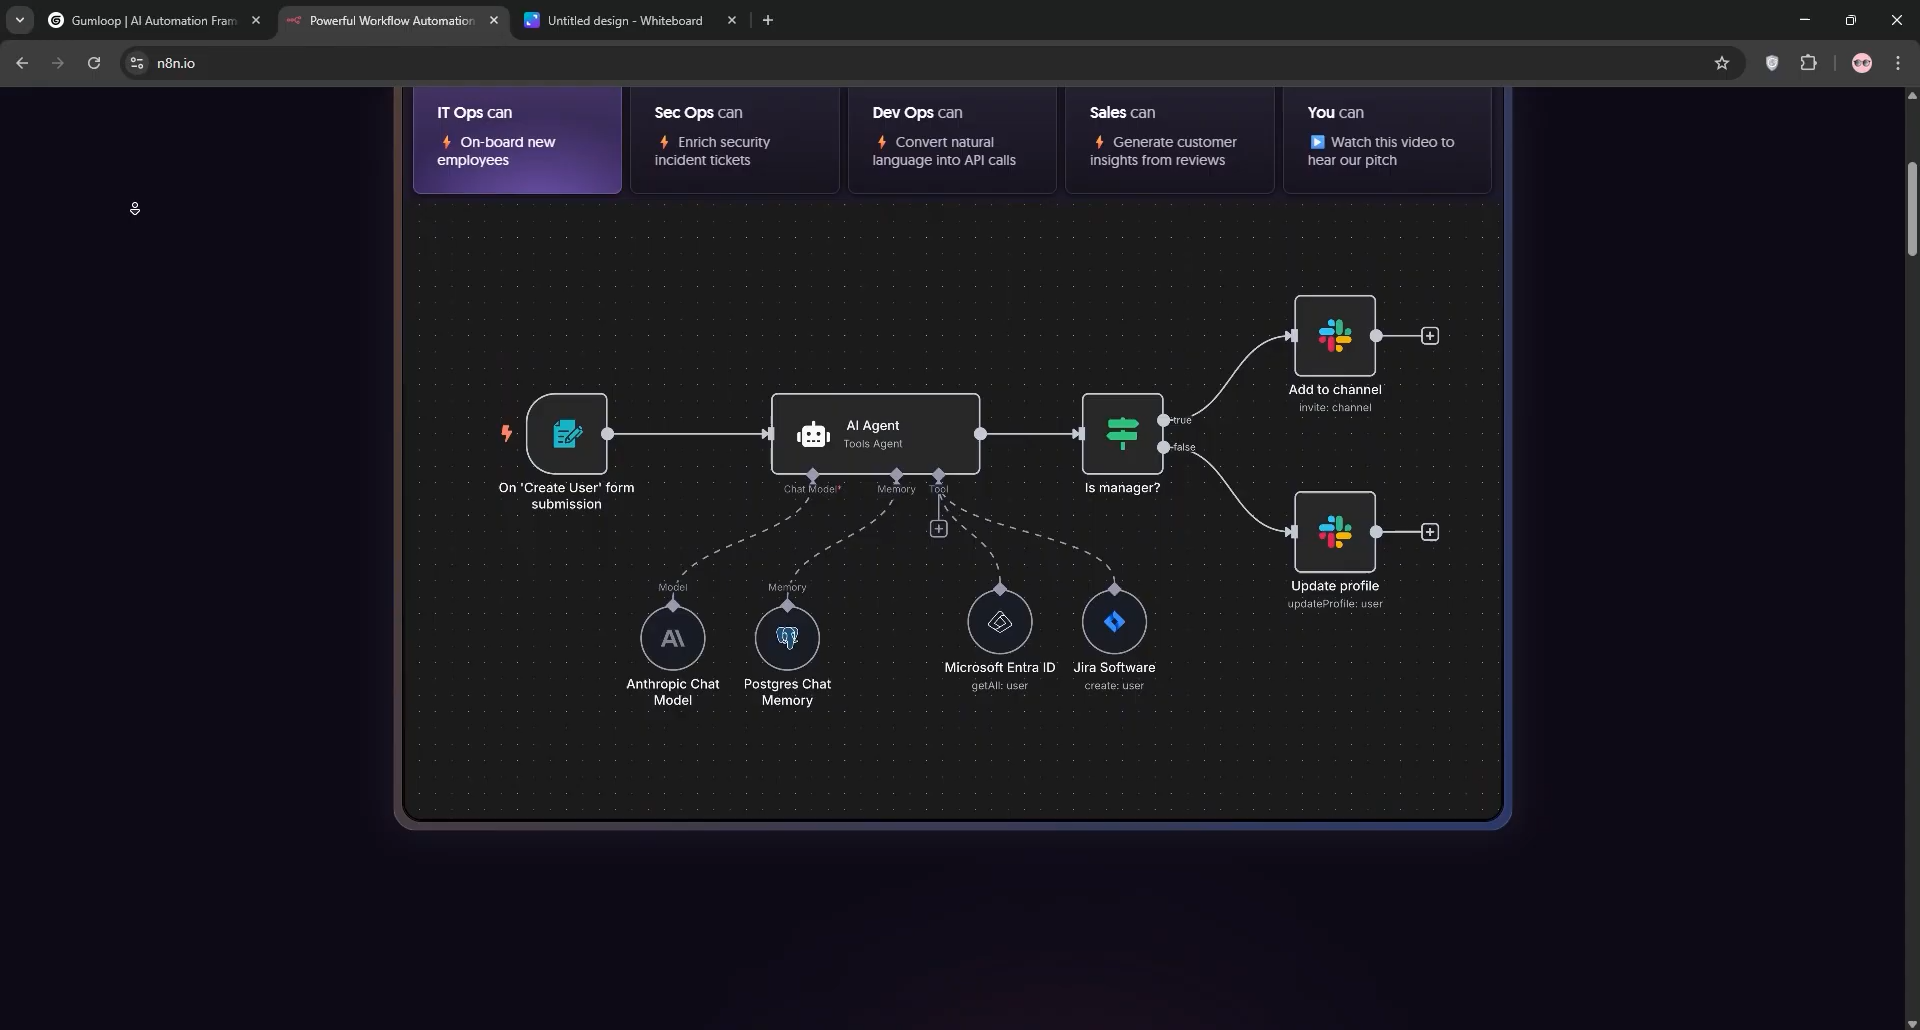 Gumloop | AI Automation Fram
Powerful Workflow Automation
Untitled design - Whiteboard
n8n.io
IT Ops can
On-board new
employees
Sec Ops can
Enrich security
incident tickets
Dev Ops can
Convert natural
language into API calls
Sales can
Generate customer
insights from reviews
You can
Watch this video to
hear our pitch
Add to channel
invite: channel
AI Agent
Tools Agent
true
false
Chat Model*
Memory
Tool
On 'Create User' form
submission
Is manager?
Model
Memory
Update profile
updateProfile: user
Anthropic Chat
Model
Postgres Chat
Memory
Microsoft Entra ID
getAll: user
Jira Software
create: user